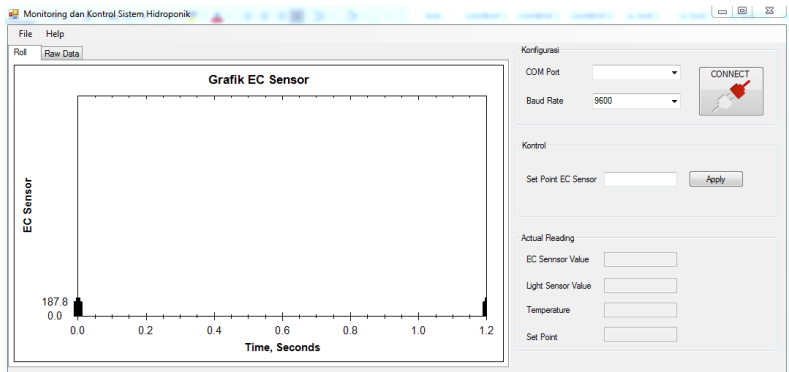 Monitoring dan Kontrol Sistem Hidroponik
File Help
Roll Raw Data
Grafik EC Sensor
EC Sensor
187.8
0.0
0.0 0.2 0.4 0.6 0.8 1.0 1.2
Time, Seconds
Konfigurasi
COM Port
CONNECT
Baud Rate 9600
Kontrol
Set Point EC Sensor Apply
Actual Reading
EC Sennsor Value
Light Sensor Value
Temperature
Set Point